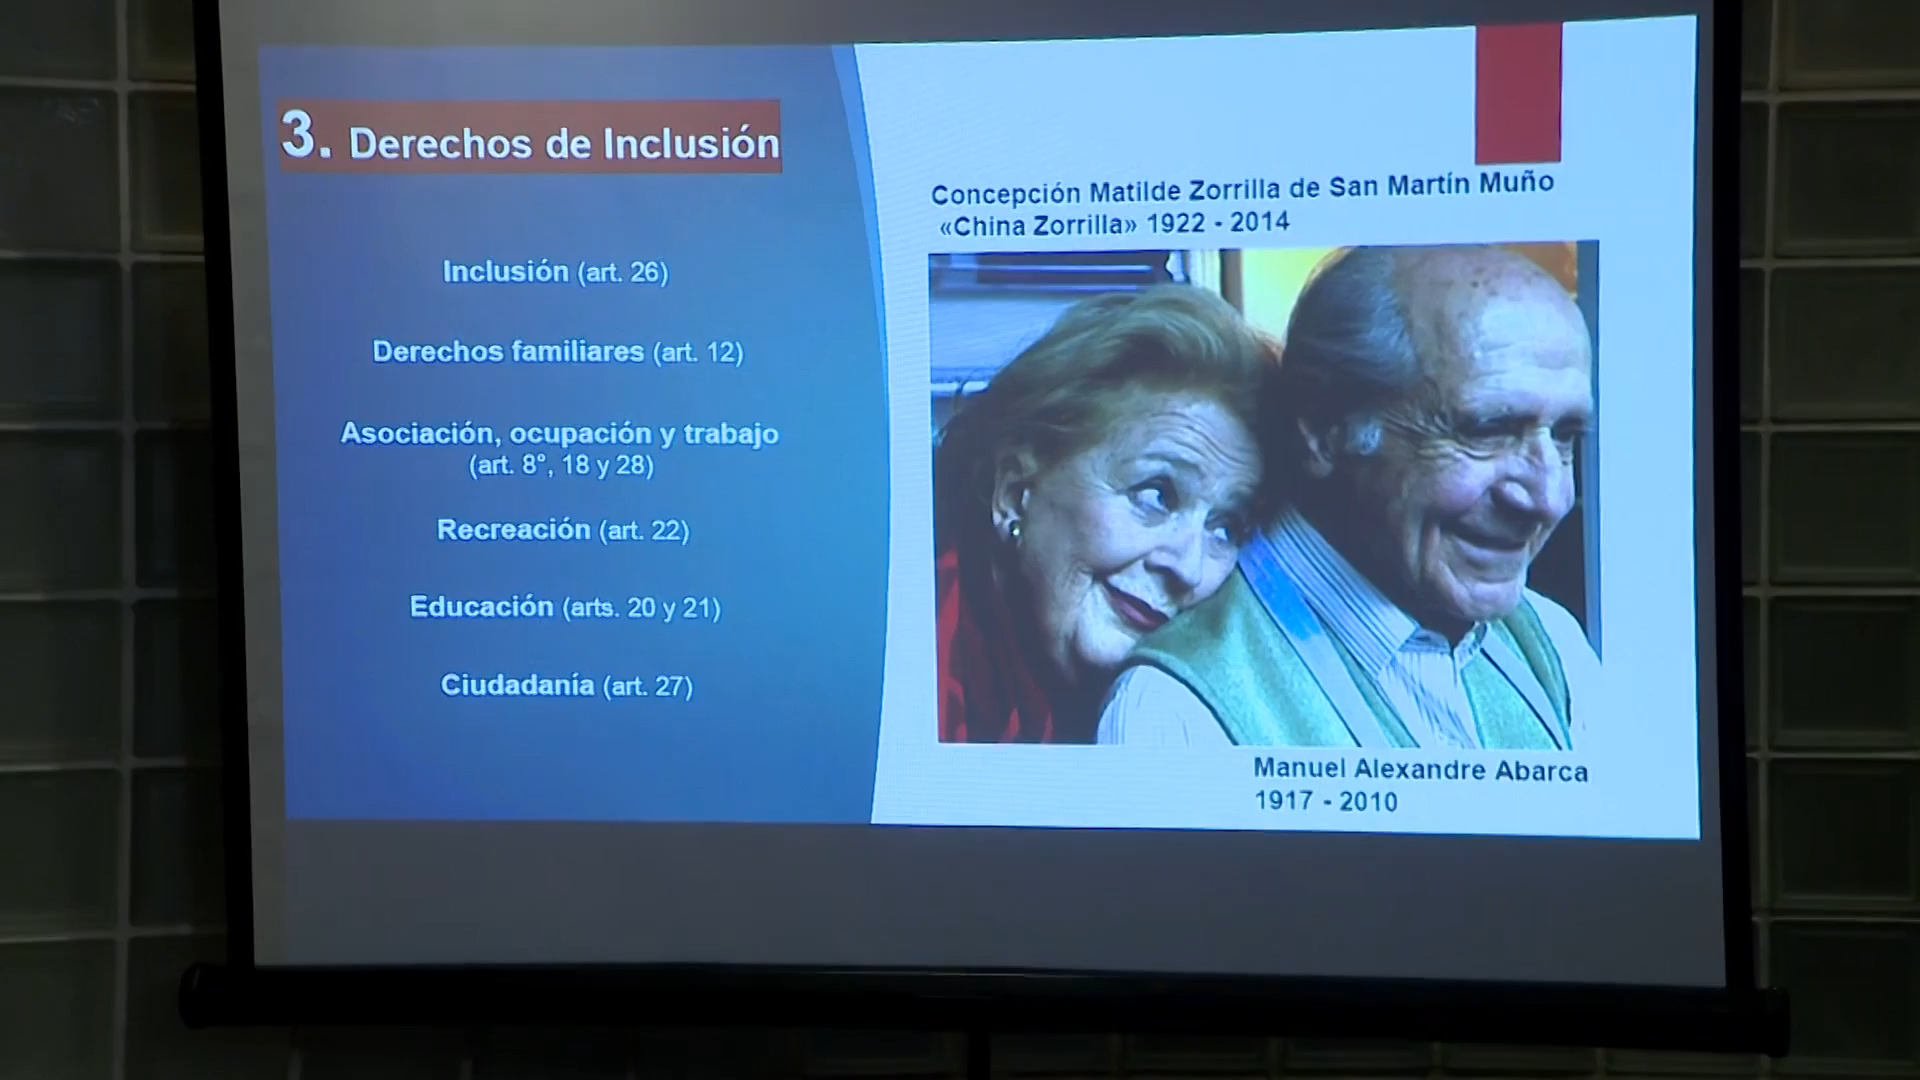 3. Derechos de Inclusión
Inclusión (art. 26)
Derechos familiares (art. 12)
Asociación, ocupación y trabajo
(art. 8°, 18 y 28)
Recreación (art. 22)
Educación (arts. 20 y 21)
Ciudadanía (art. 27)
Concepción Matilde Zorrilla de San Martín Muño
«China Zorrilla» 1922 - 2014
Manuel Alexandre Abarca
1917 - 2010